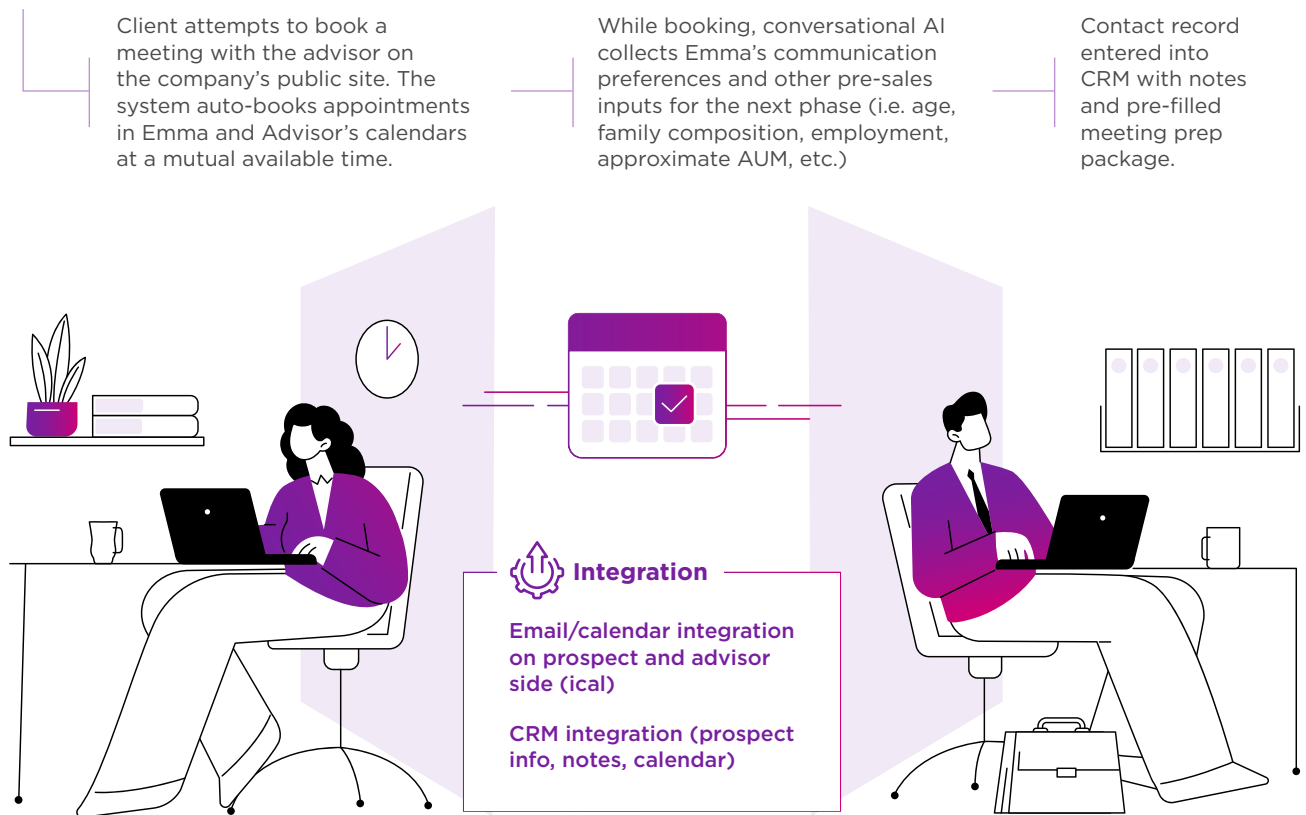 Client attempts to book a
meeting with the advisor on
the company's public site. The
system auto-books appointments
in Emma and Advisor's calendars
at a mutual available time.
While booking, conversational AI
collects Emma's communication
preferences and other pre-sales
inputs for the next phase (i.e. age,
family composition, employment,
approximate AUM, etc.)
Contact record
entered into
CRM with notes
and pre-filled
meeting prep
package.
Integration
Email/calendar integration
on prospect and advisor
side (ical)
CRM integration (prospect
info, notes, calendar)